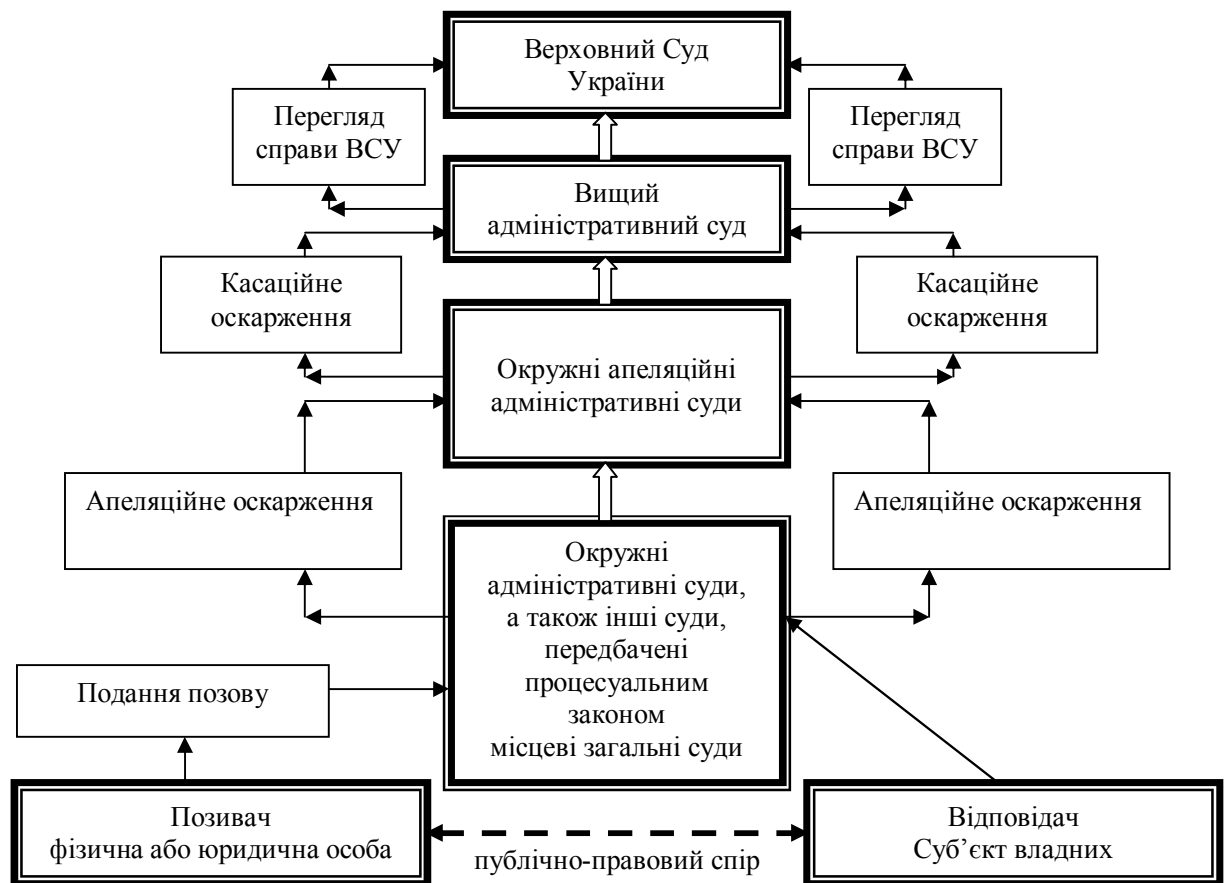 Верховний Суд
України
Перегляд
справи ВСУ
Перегляд
справи ВСУ
Вищий
адміністративний суд
Касаційне
оскарження
Касаційне
оскарження
Окружні апеляційні
адміністративні суди
Апеляційне оскарження
Апеляційне оскарження
Окружні
адміністративні суди,
а також інші суди,
передбачені
процесуальним
законом
місцеві загальні суди
Подання позову
Позивач
фізична або юридична особа
публічно-правовий спір
Відповідач
Суб’єкт владних